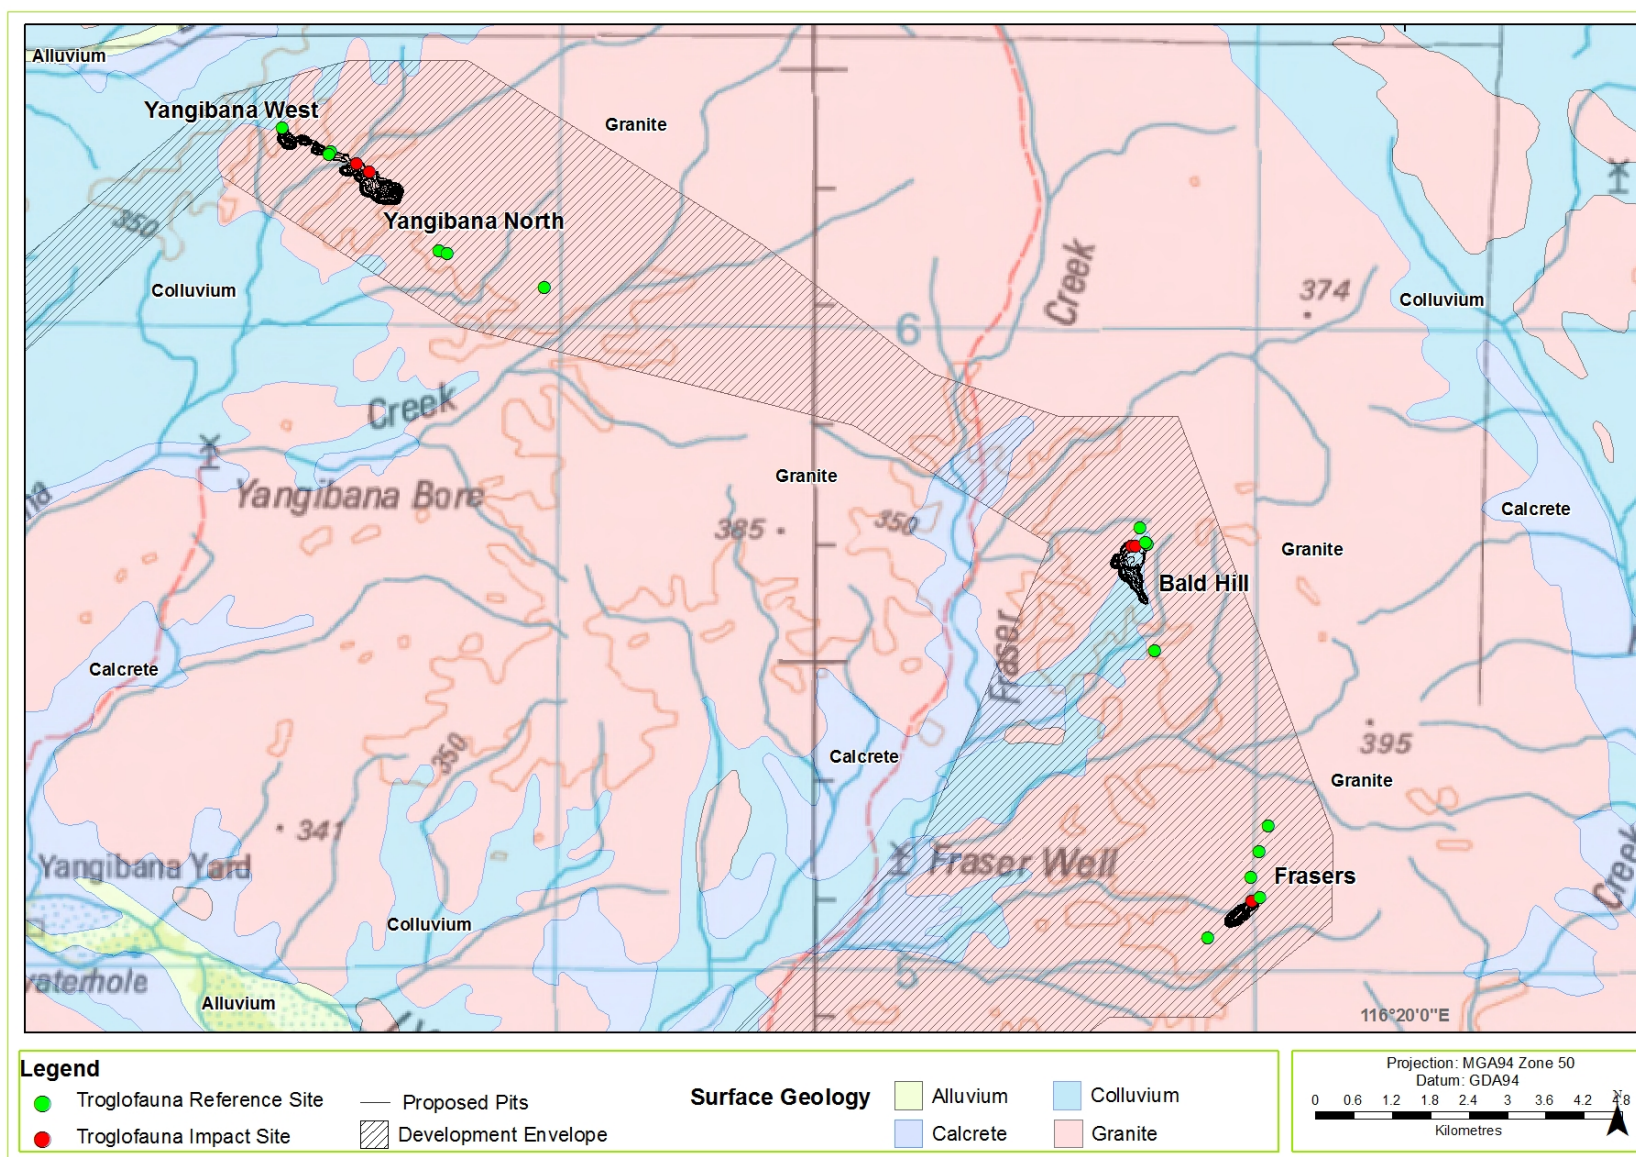 Alluvium
Yangibana West
Granite
Yangibana North
350
Colluvium
Creek
374
Colluvium
6
Creek
Yangibana Bore
Granite
385
350
Calcrete
Granite
Bald Hill
Fraser
Calcrete
Calcrete
395
350
Granite
341
Yangibana Yard
Fraser Well
Frasers
Creek
Colluvium
waterhole
5
Alluvium
116°20'0"E
Legend
Troglofauna Reference Site
Troglofauna Impact Site
Proposed Pits
Development Envelope
Surface Geology
Alluvium
Calcrete
Colluvium
Granite
Projection: MGA94 Zone 50
Datum: GDA94
0 0.6 1.2 1.8 2.4 3 3.6 4.2 4.8
Kilometres
N